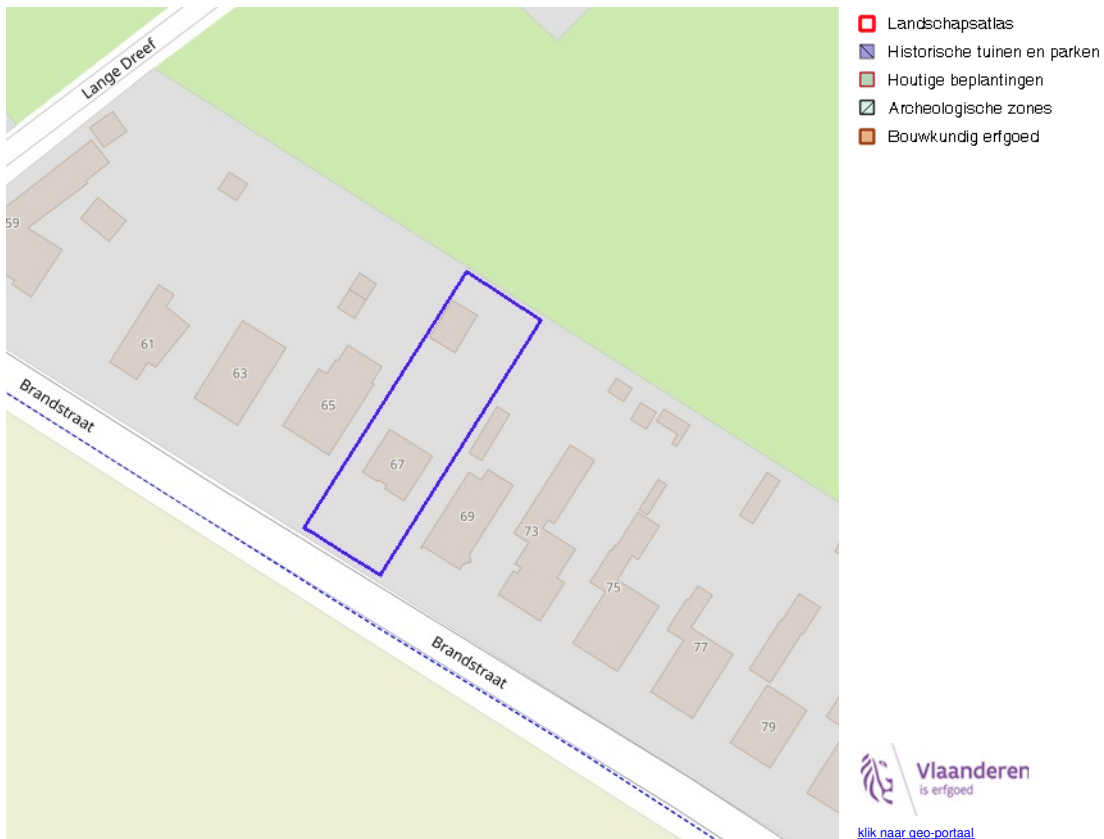 Lange Dreef
59
61
63
65
67
69
73
75
77
79
Brandstraat
Brandstraat
Landschapsatlas
Historische tuinen en parken
Houtige beplantingen
Archeologische zones
Bouwkundig erfgoed
Vlaanderen
is erfgoed
klik naar geo-portaal